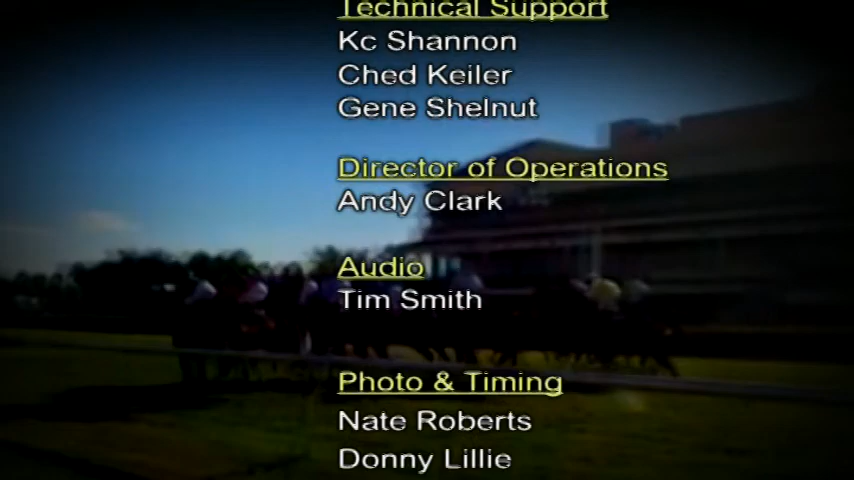 Technical Support
Kc Shannon
Ched Keiler
Gene Shelnut
Director of Operations
Andy Clark
Audio
Tim Smith
Photo & Timing
Nate Roberts
Donny Lillie